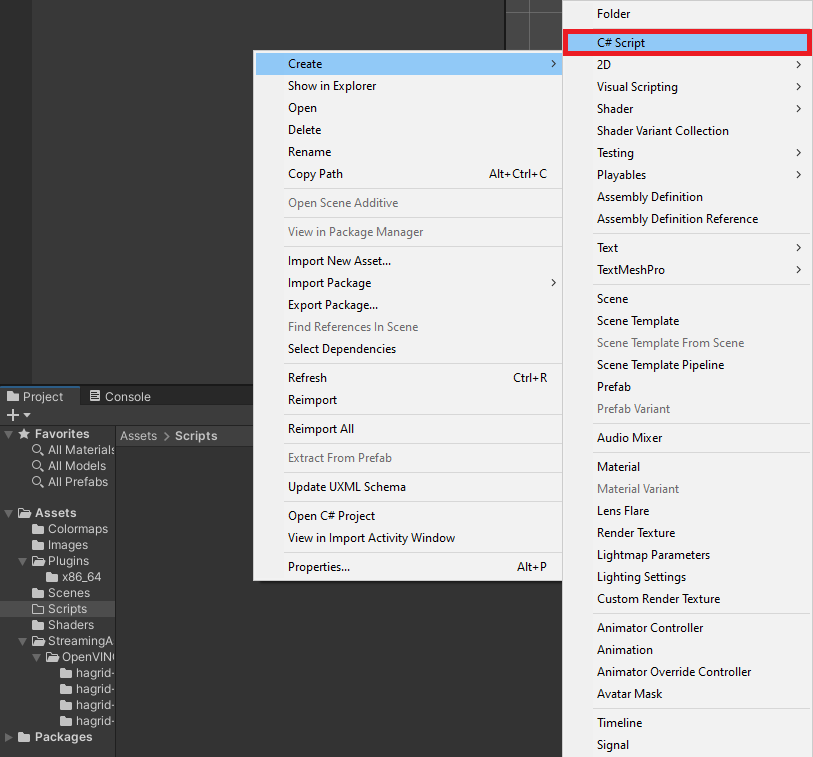 Create
Show in Explorer
Open
Delete
Rename
Copy Path Alt+Ctrl+C
Open Scene Additive
View in Package Manager
Import New Asset...
Import Package
Export Package...
Find References In Scene
Select Dependencies
Refresh Ctrl+R
Reimport
Reimport All
Extract From Prefab
Update UXML Schema
Open C# Project
View in Import Activity Window
Properties... Alt+P
Folder
C# Script
2D
Visual Scripting
Shader
Shader Variant Collection
Testing
Playables
Assembly Definition
Assembly Definition Reference
Text
TextMeshPro
Scene
Scene Template
Scene Template From Scene
Scene Template Pipeline
Prefab
Prefab Variant
Audio Mixer
Material
Material Variant
Lens Flare
Render Texture
Lightmap Parameters
Lighting Settings
Custom Render Texture
Animator Controller
Animation
Animator Override Controller
Avatar Mask
Timeline
Signal
Project Console
Favorites
All Materials
All Models
All Prefabs
Assets
Colormaps
Images
Plugins
x86_64
Scenes
Scripts
Shaders
StreamingA
OpenVINO
hagrid-
hagrid-
hagrid-
hagrid-
Packages
Assets > Scripts